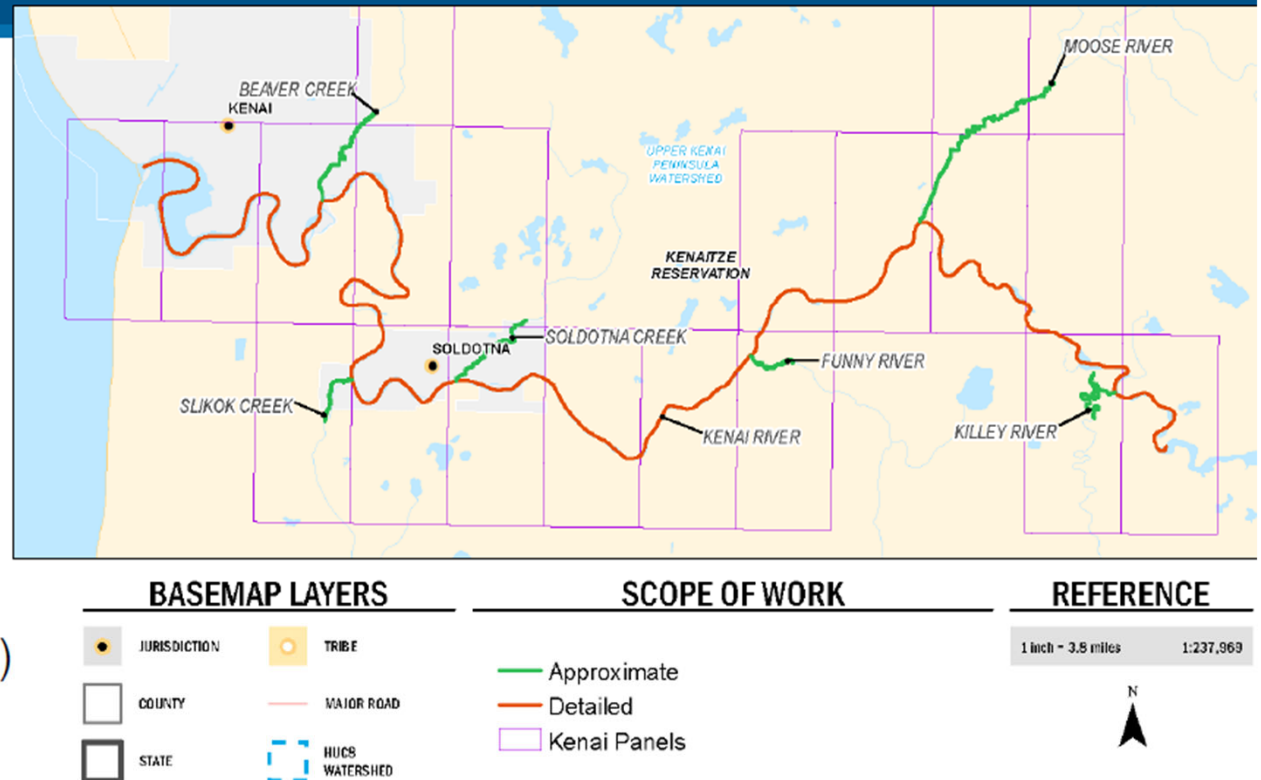 MOOSE RIVER
BEAVER CREEK
KENAI
UPPER KENAI
PENINSULA
WATERSHED
KENAITZE
RESERVATION
SOLDOTNA CREEK
SOLDOTNA
FUNNY RIVER
SLIKOK CREEK
KENAI RIVER
KILLEY RIVER
BASEMAP LAYERS
JURISDICTION
TRIBE
COUNTY
MAJOR ROAD
STATE
HUC8
WATERSHED
SCOPE OF WORK
Approximate
Detailed
Kenai Panels
REFERENCE
1 inch = 3.8 miles 1:237,969
N
)